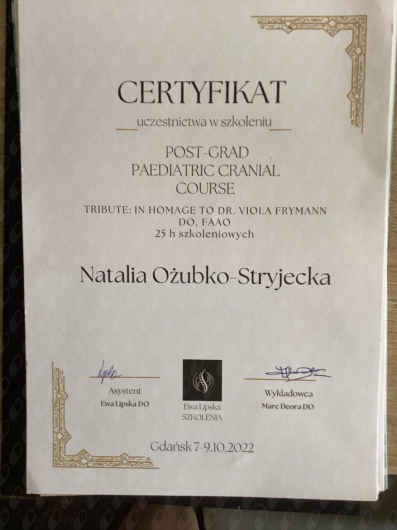 CERTYFIKAT
uczestnictwa w szkoleniu
POST-GRAD
PAEDIATRIC CRANIAL
COURSE
TRIBUTE: IN HOMAGE TO DR. VIOLA FRYMANN
DO, FAAO
25 h szkoleniowych
Natalia Ożubko-Stryjecka
Asystent
Ewa Lipska DO
Ewa Lipska
SZKOLENIA
Wykładowca
Marc Deora DO
Gdańsk 7-9.10.2022